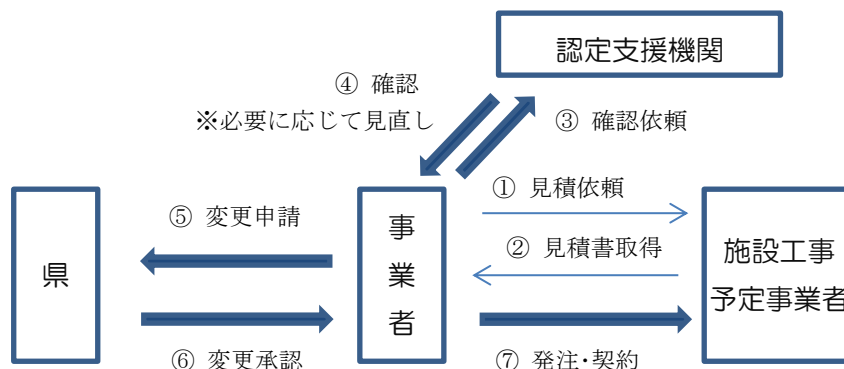 認定支援機関
④ 確認
※必要に応じて見直し
③ 確認依頼
① 見積依頼
⑤ 変更申請
② 見積書取得
県
事業者
施設工事
予定事業者
⑥ 変更承認
⑦ 発注・契約